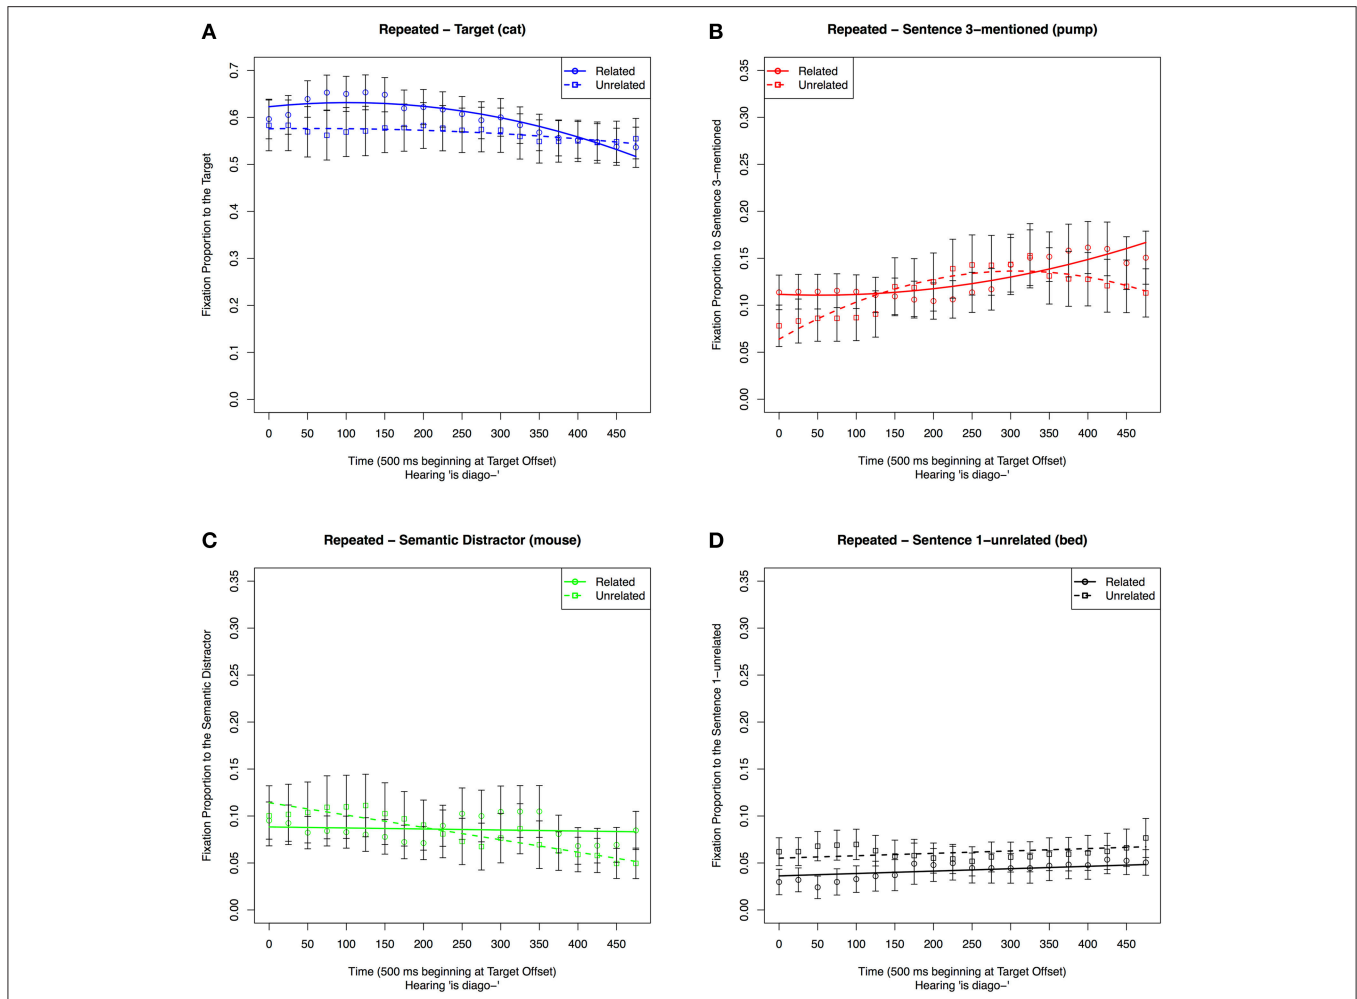 A
Repeated – Target (cat)
Related
Unrelated
Fixation Proportion to the Target
0.7
0.6
0.5
0.4
0.3
0.2
0.1
0.0
0 50 100 150 200 250 300 350 400 450
Time (500 ms beginning at Target Offset)
Hearing 'is diago–'
B
Repeated – Sentence 3–mentioned (pump)
Related
Unrelated
Fixation Proportion to Sentence 3–mentioned
0.35
0.30
0.25
0.20
0.15
0.10
0.05
0.00
0 50 100 150 200 250 300 350 400 450
Time (500 ms beginning at Target Offset)
Hearing 'is diago–'
C
Repeated – Semantic Distractor (mouse)
Related
Unrelated
Fixation Proportion to the Semantic Distractor
0.35
0.30
0.25
0.20
0.15
0.10
0.05
0.00
0 50 100 150 200 250 300 350 400 450
Time (500 ms beginning at Target Offset)
Hearing 'is diago–'
D
Repeated – Sentence 1–unrelated (bed)
Related
Unrelated
Fixation Proportion to the Sentence 1–unrelated
0.35
0.30
0.25
0.20
0.15
0.10
0.05
0.00
0 50 100 150 200 250 300 350 400 450
Time (500 ms beginning at Target Offset)
Hearing 'is diago–'